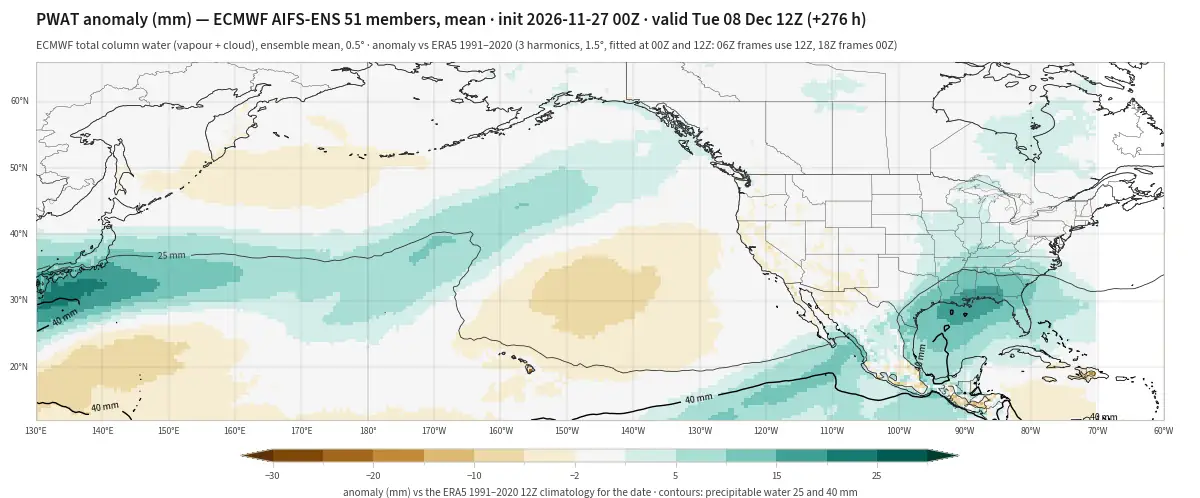 PWAT anomaly (mm) — ECMWF AIFS-ENS 51 members, mean · init 2026-11-27 00Z · valid Tue 08 Dec 12Z (+276 h)
ECMWF total column water (vapour + cloud), ensemble mean, 0.5° · anomaly vs ERA5 1991–2020 (3 harmonics, 1.5°, fitted at 00Z and 12Z: 06Z frames use 12Z, 18Z frames 00Z)
60°N
50°N
40°N
30°N
20°N
25 mm
40 mm
40 mm
40 mm
40 mm
130°E 140°E 150°E 160°E 170°E 180° 170°W 160°W 150°W 140°W 130°W 120°W 110°W 100°W 90°W 80°W 70°W 60°W
−30 −20 −10 −2 5 15 25
anomaly (mm) vs the ERA5 1991–2020 12Z climatology for the date · contours: precipitable water 25 and 40 mm